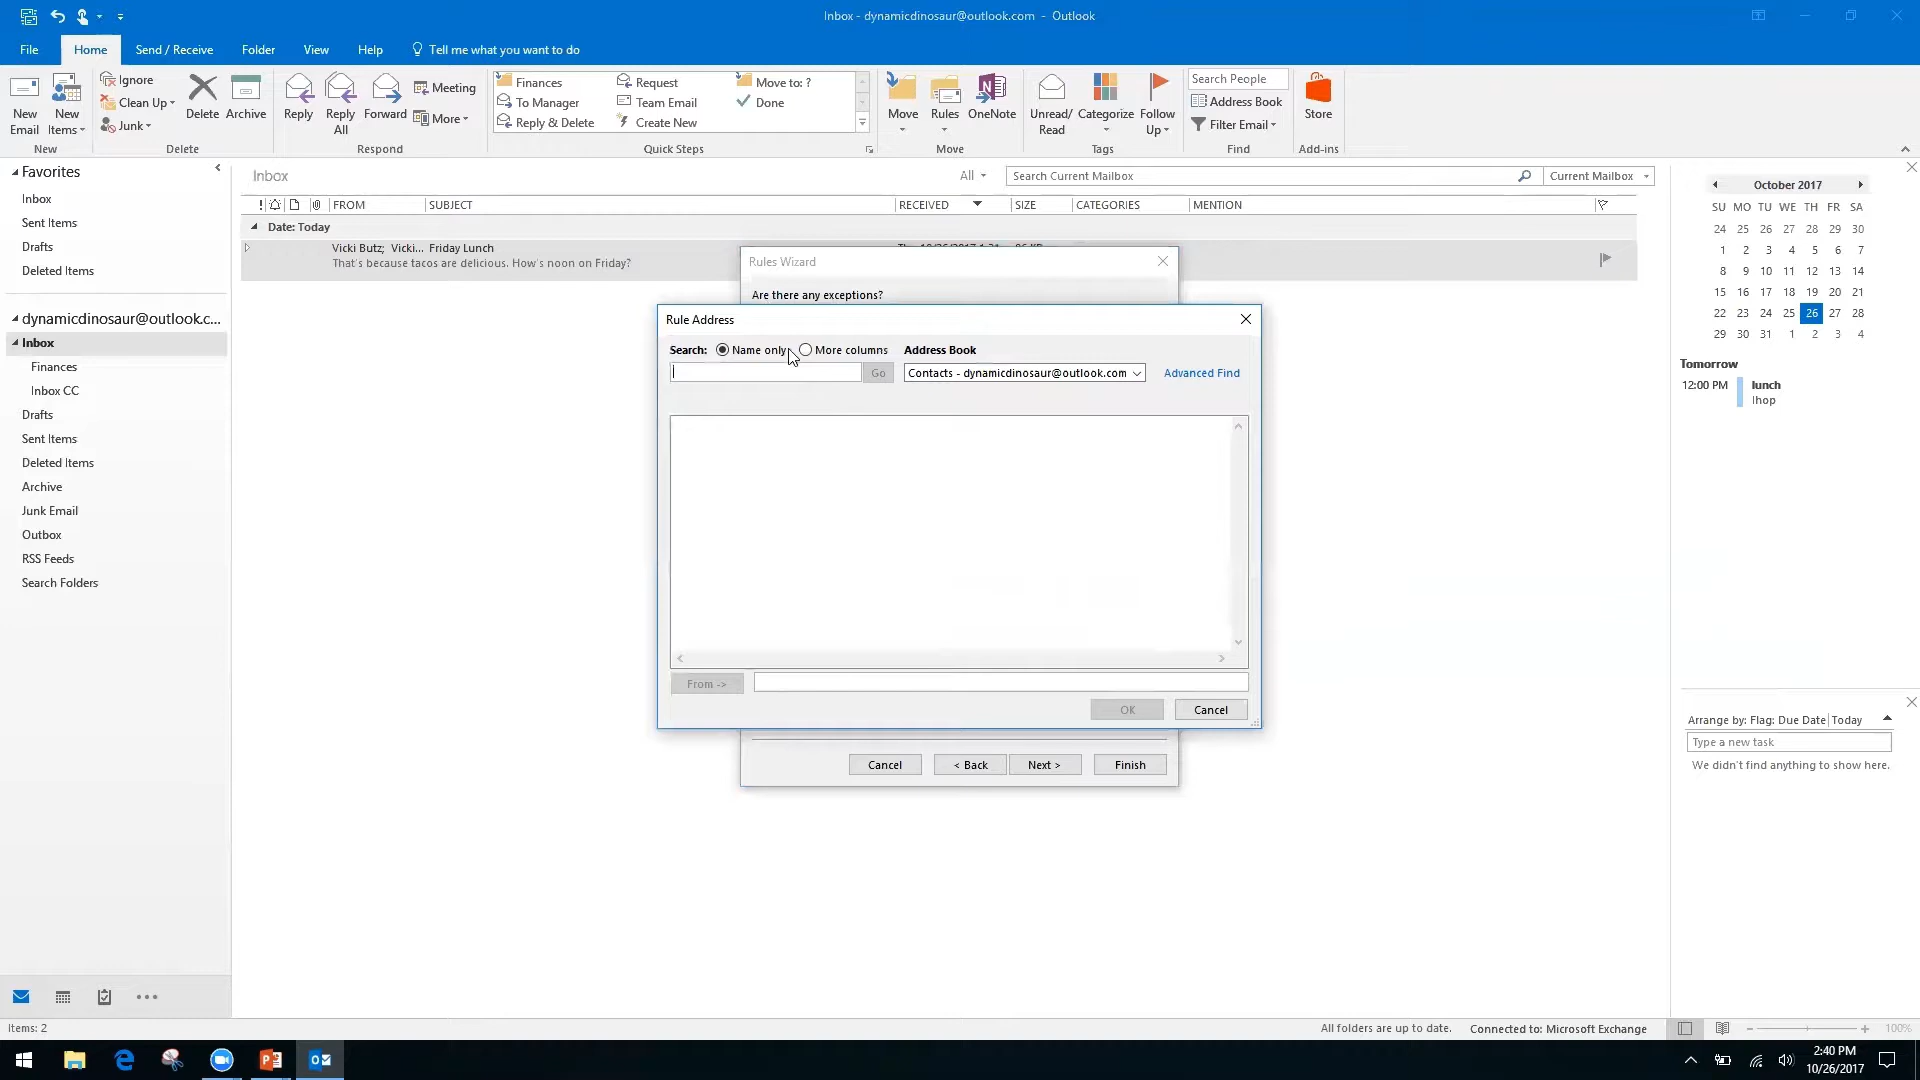 Inbox - dynamicdinosaur@outlook.com - Outlook
File Home Send / Receive Folder View Help Tell me what you want to do
New Email
New Items
Ignore
Clean Up
Junk
Delete
Archive
Reply
Reply All
Forward
Meeting
More
Finances
To Manager
Reply & Delete
Request
Team Email
Create New
Move to: ?
Done
Move
Rules
OneNote
Unread/ Read
Categorize
Follow Up
Search People
Address Book
Filter Email
Store
New Delete Respond Quick Steps Move Tags Find Add-ins
Favorites
Inbox
Sent Items
Drafts
Deleted Items
dynamicdinosaur@outlook.c...
Inbox
Finances
Inbox CC
Drafts
Sent Items
Deleted Items
Archive
Junk Email
Outbox
RSS Feeds
Search Folders
Inbox All Search Current Mailbox Current Mailbox
! FROM SUBJECT RECEIVED SIZE CATEGORIES MENTION
Date: Today
Vicki Butz; Vicki... Friday Lunch
That's because tacos are delicious. How's noon on Friday?
Rules Wizard
Are there any exceptions?
Rule Address
Search: Name only More columns Address Book
Go Contacts - dynamicdinosaur@outlook.com Advanced Find
From ->
OK Cancel
Cancel < Back Next > Finish
October 2017
SU MO TU WE TH FR SA
24 25 26 27 28 29 30
1 2 3 4 5 6 7
8 9 10 11 12 13 14
15 16 17 18 19 20 21
22 23 24 25 26 27 28
29 30 31 1 2 3 4
Tomorrow
12:00 PM lunch
Ihop
Arrange by: Flag: Due Date Today
Type a new task
We didn't find anything to show here.
Items: 2 All folders are up to date. Connected to: Microsoft Exchange 100%
2:40 PM
10/26/2017